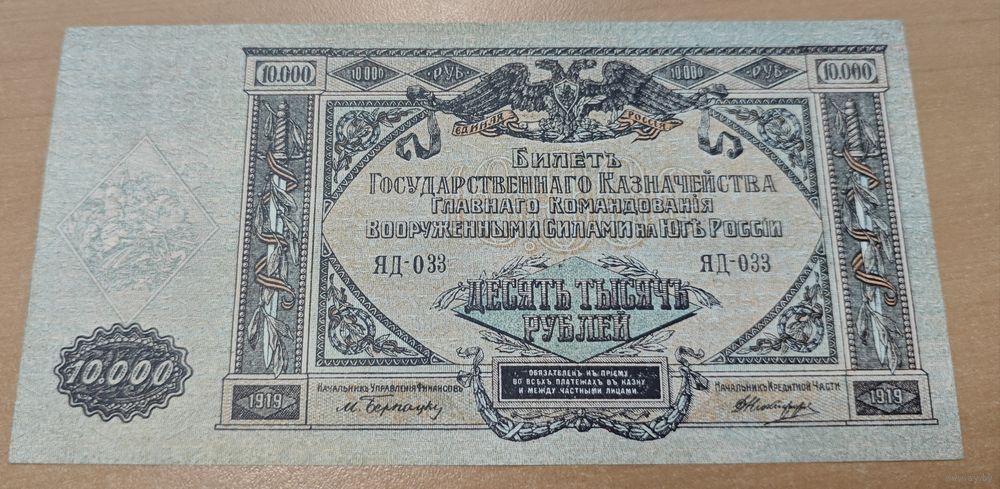 10.000 10.000 РУБ. 10.000 РУБ. 10.000
ЕДИНАЯ РОССІЯ
БИЛЕТЪ
ГОСУДАРСТВЕННАГО КАЗНАЧЕЙСТВА
ГЛАВНАГО КОМАНДОВАНІЯ
ВООРУЖЕННЫМИ СИЛАМИ НА ЮГѢ РОССІИ
ЯД-033 ЯД-033
ДЕСЯТЬ ТЫСЯЧЪ
РУБЛЕЙ
10.000
ОБЯЗАТЕЛЕНЪ КЪ ПРІЕМУ
ВО ВСѢХЪ ПЛАТЕЖАХЪ ВЪ КАЗНУ
И МЕЖДУ ЧАСТНЫМИ ЛИЦАМИ.
НАЧАЛЬНИКЪ УПРАВЛЕНІЯ ФИНАНСОВЪ
НАЧАЛЬНИКЪ КРЕДИТНОЙ ЧАСТИ
1919 1919